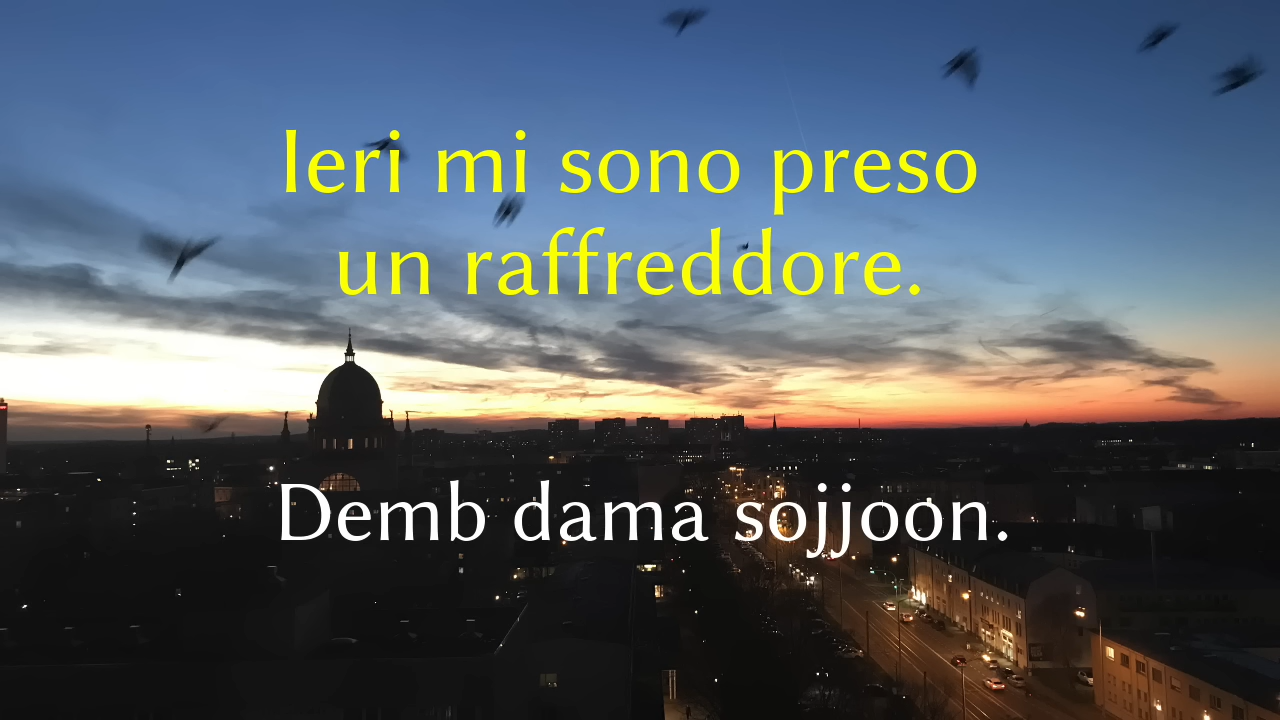 Ieri mi sono preso
un raffreddore.
Demb dama sojjoon.